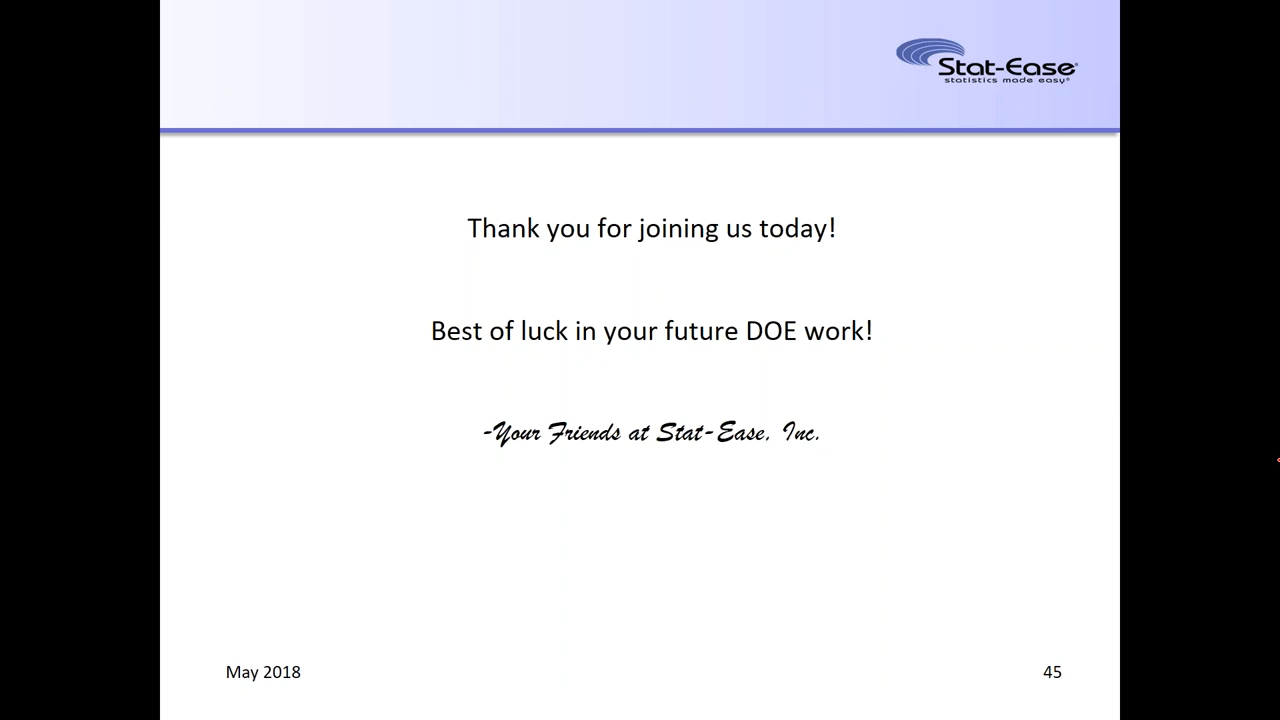 Stat-Ease®
statistics made easy®
Thank you for joining us today!
Best of luck in your future DOE work!
-Your Friends at Stat-Ease, Inc.
May 2018
45